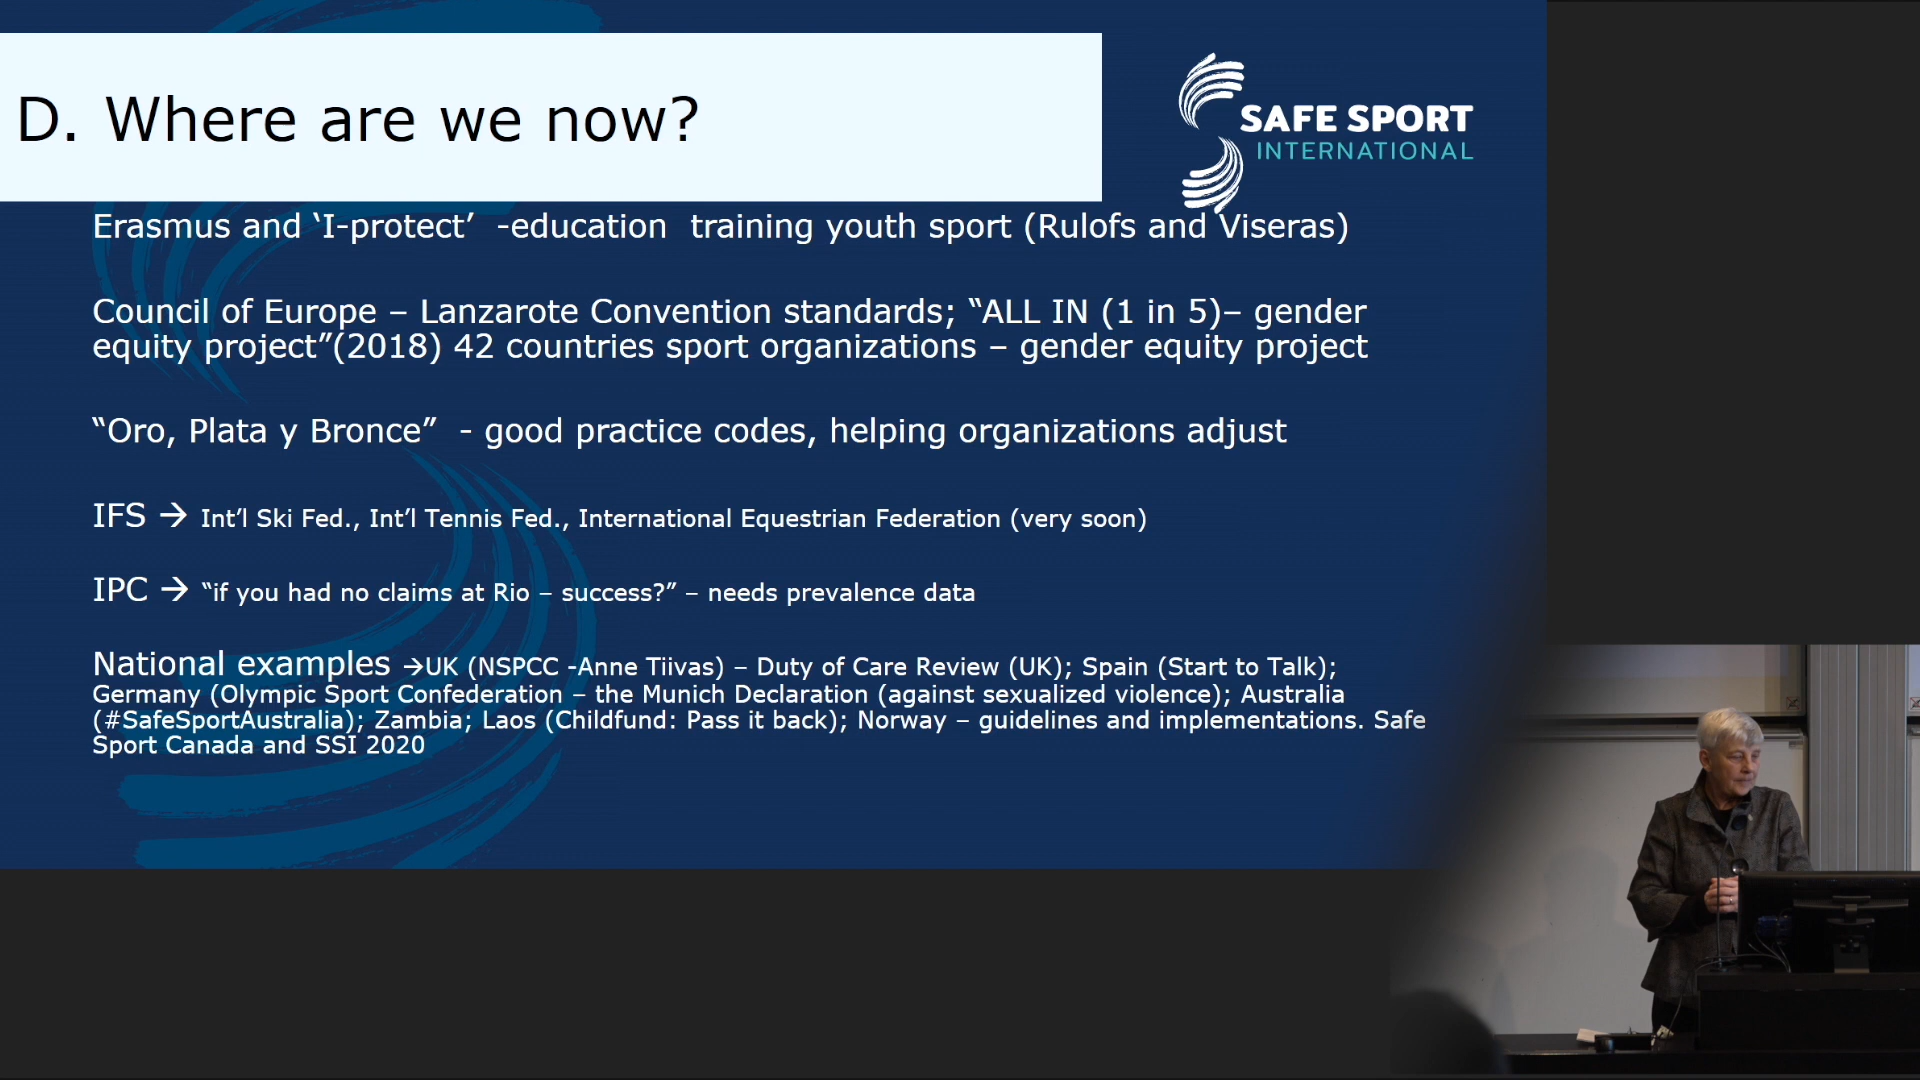 D. Where are we now?
SAFE SPORT
INTERNATIONAL
Erasmus and ‘I-protect’ -education training youth sport (Rulofs and Viseras)
Council of Europe – Lanzarote Convention standards; “ALL IN (1 in 5)– gender
equity project”(2018) 42 countries sport organizations – gender equity project
“Oro, Plata y Bronce” - good practice codes, helping organizations adjust
IFS → Int’l Ski Fed., Int’l Tennis Fed., International Equestrian Federation (very soon)
IPC → “if you had no claims at Rio – success?” – needs prevalence data
National examples →UK (NSPCC -Anne Tiivas) – Duty of Care Review (UK); Spain (Start to Talk);
Germany (Olympic Sport Confederation – the Munich Declaration (against sexualized violence); Australia
(#SafeSportAustralia); Zambia; Laos (Childfund: Pass it back); Norway – guidelines and implementations. Safe
Sport Canada and SSI 2020